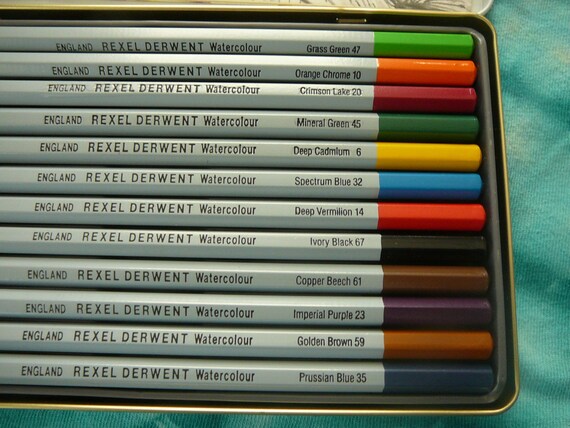 ENGLAND REXEL DERWENT Watercolour Grass Green 47
ENGLAND REXEL DERWENT Watercolour Orange Chrome 10
ENGLAND REXEL DERWENT Watercolour Crimson Lake 20
ENGLAND REXEL DERWENT Watercolour Mineral Green 45
ENGLAND REXEL DERWENT Watercolour Deep Cadmium 6
ENGLAND REXEL DERWENT Watercolour Spectrum Blue 32
ENGLAND REXEL DERWENT Watercolour Deep Vermilion 14
ENGLAND REXEL DERWENT Watercolour Ivory Black 67
ENGLAND REXEL DERWENT Watercolour Copper Beech 61
ENGLAND REXEL DERWENT Watercolour Imperial Purple 23
ENGLAND REXEL DERWENT Watercolour Golden Brown 59
ENGLAND REXEL DERWENT Watercolour Prussian Blue 35